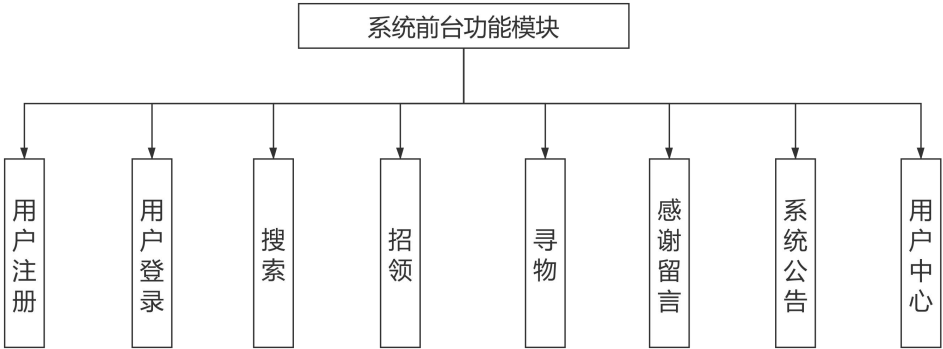 系统前台功能模块
用户注册
用户登录
搜索
招领
寻物
感谢留言
系统公告
用户中心